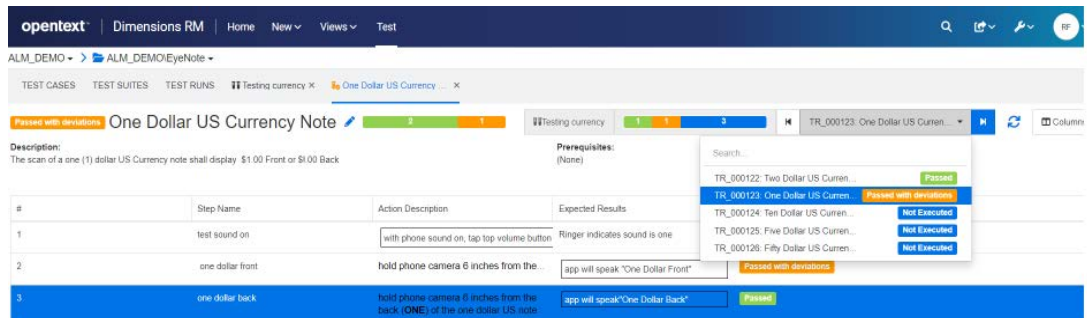 opentext™ | Dimensions RM | Home New Views Test RF
ALM_DEMO > ALM_DEMO\EyeNote
TEST CASES TEST SUITES TEST RUNS Testing currency × One Dollar US Currency ... ×
Passed with deviations One Dollar US Currency Note 2 1 Testing currency 1 1 3 TR_000123: One Dollar US Curren... Columns
Description:
The scan of a one (1) dollar US Currency note shall display $1.00 Front or $1.00 Back
Prerequisites:
(None)
Search...
TR_000122: Two Dollar US Curren... Passed
TR_000123: One Dollar US Curren... Passed with deviations
TR_000124: Ten Dollar US Curren... Not Executed
TR_000125: Five Dollar US Curren... Not Executed
TR_000126: Fifty Dollar US Curren... Not Executed
# Step Name Action Description Expected Results
1 test sound on with phone sound on, tap top volume button Ringer indicates sound is one
2 one dollar front hold phone camera 6 inches from the... app will speak "One Dollar Front" Passed with deviations
3 one dollar back hold phone camera 6 inches from the app will speak"One Dollar Back" Passed
back (ONE) of the one dollar US note